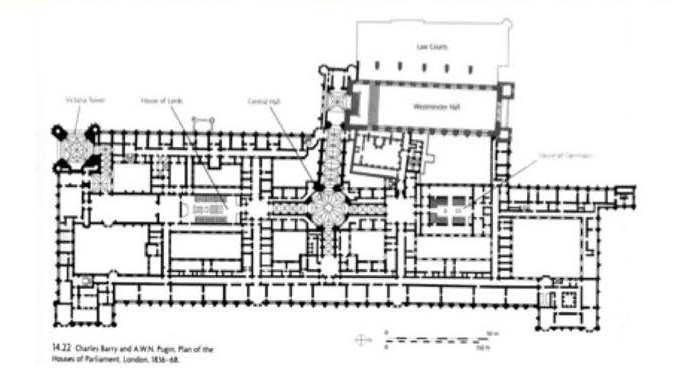 Law Courts
Victoria Tower
House of Lords
Central Hall
Westminster Hall
House of Commons
14.22 Charles Barry and A.W.N. Pugin, Plan of the
Houses of Parliament, London, 1836–68.
N
0 50 m
0 150 ft